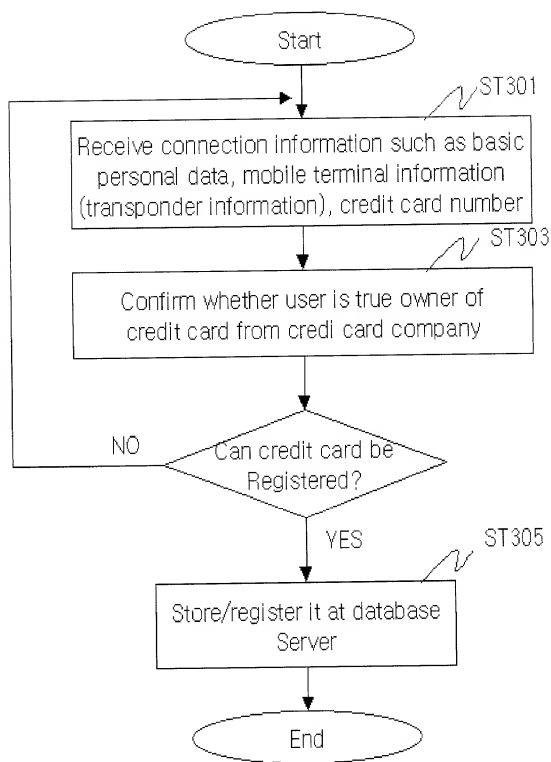 Start
ST301
Receive connection information such as basic
personal data, mobile terminal information
(transponder information), credit card number
ST303
Confirm whether user is true owner of
credit card from credi card company
Can credit card be
Registered?
NO
YES
ST305
Store/register it at database
Server
End